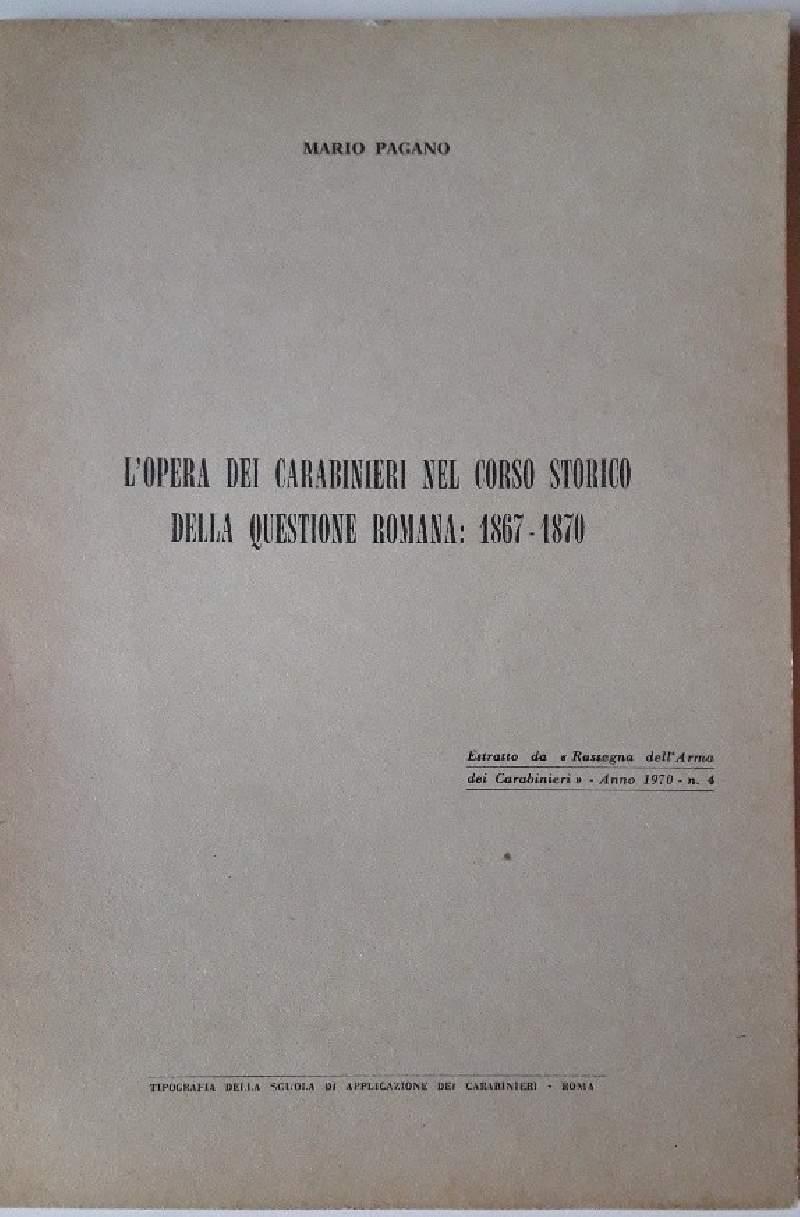 MARIO PAGANO
L'OPERA DEI CARABINIERI NEL CORSO STORICO
DELLA QUESTIONE ROMANA: 1867-1870
Estratto da « Rassegna dell'Arma
dei Carabinieri » - Anno 1970 - n. 4
TIPOGRAFIA DELLA SCUOLA DI APPLICAZIONE DEI CARABINIERI - ROMA